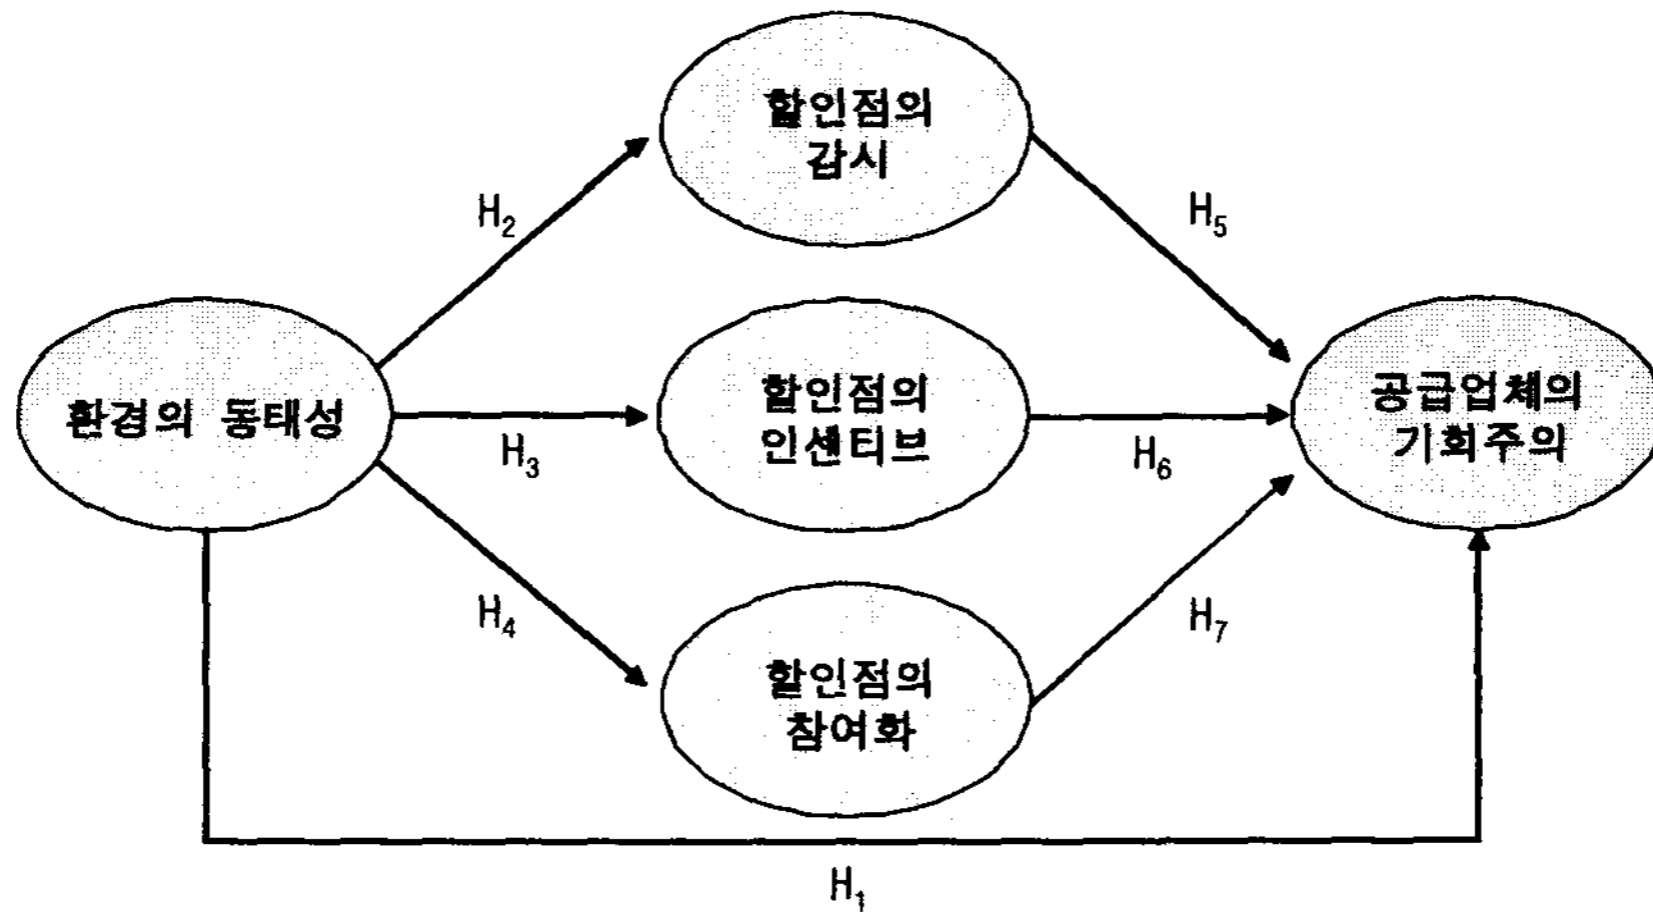 할인점의
감시
H₂
H₅
환경의 동태성
할인점의
인센티브
공급업체의
기회주의
H₃
H₆
H₄
H₇
할인점의
참여화
H₁